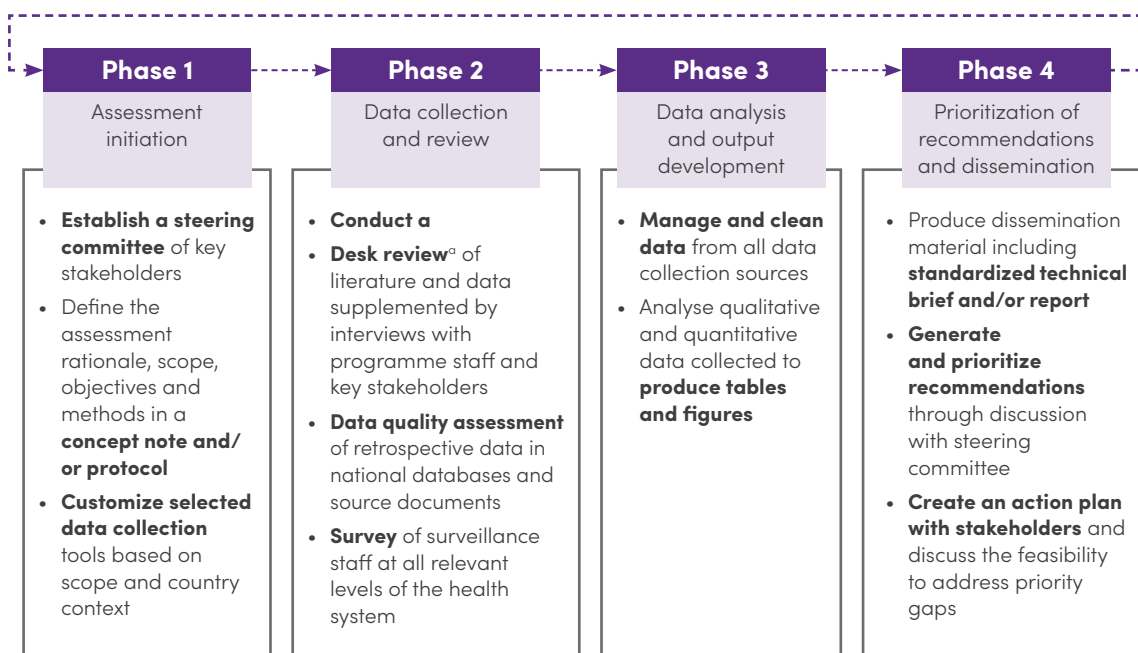 Phase 1
Assessment
initiation
• Establish a steering
committee of key
stakeholders
• Define the
assessment
rationale, scope,
objectives and
methods in a
concept note and/
or protocol
• Customize selected
data collection
tools based on
scope and country
context
Phase 2
Data collection
and review
• Conduct a
• Desk reviewᵃ of
literature and data
supplemented by
interviews with
programme staff and
key stakeholders
• Data quality assessment
of retrospective data in
national databases and
source documents
• Survey of surveillance
staff at all relevant
levels of the health
system
Phase 3
Data analysis
and output
development
• Manage and clean
data from all data
collection sources
• Analyse qualitative
and quantitative
data collected to
produce tables
and figures
Phase 4
Prioritization of
recommendations
and dissemination
• Produce dissemination
material including
standardized technical
brief and/or report
• Generate
and prioritize
recommendations
through discussion
with steering
committee
• Create an action plan
with stakeholders and
discuss the feasibility
to address priority
gaps